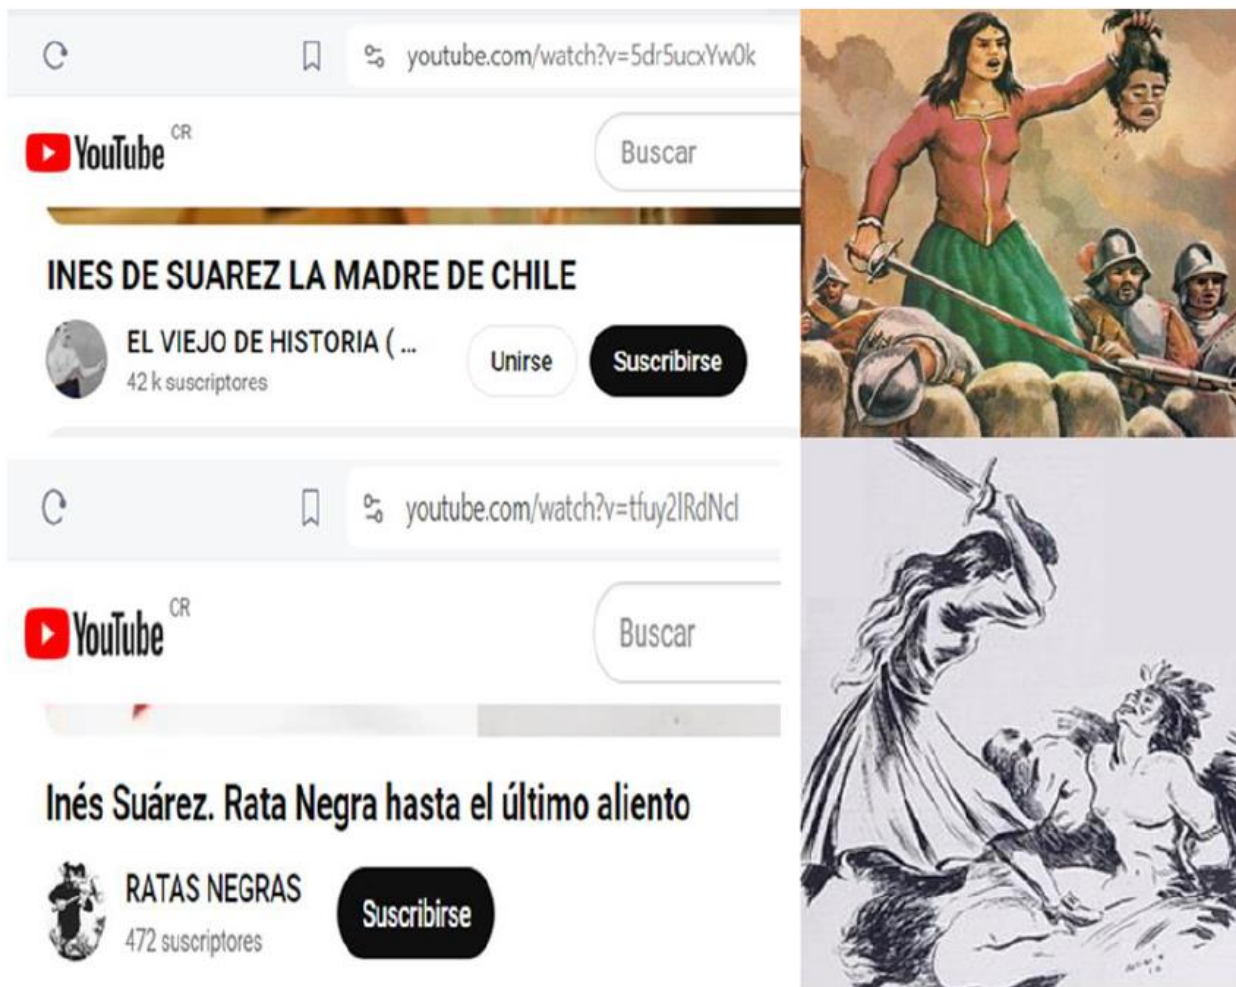 youtube.com/watch?v=5dr5ucxYw0k
YouTube CR
Buscar
INES DE SUAREZ LA MADRE DE CHILE
EL VIEJO DE HISTORIA ( ...
42 k suscriptores
Unirse
Suscribirse
youtube.com/watch?v=tfuy2lRdNcI
YouTube CR
Buscar
Inés Suárez. Rata Negra hasta el último aliento
RATAS NEGRAS
472 suscriptores
Suscribirse